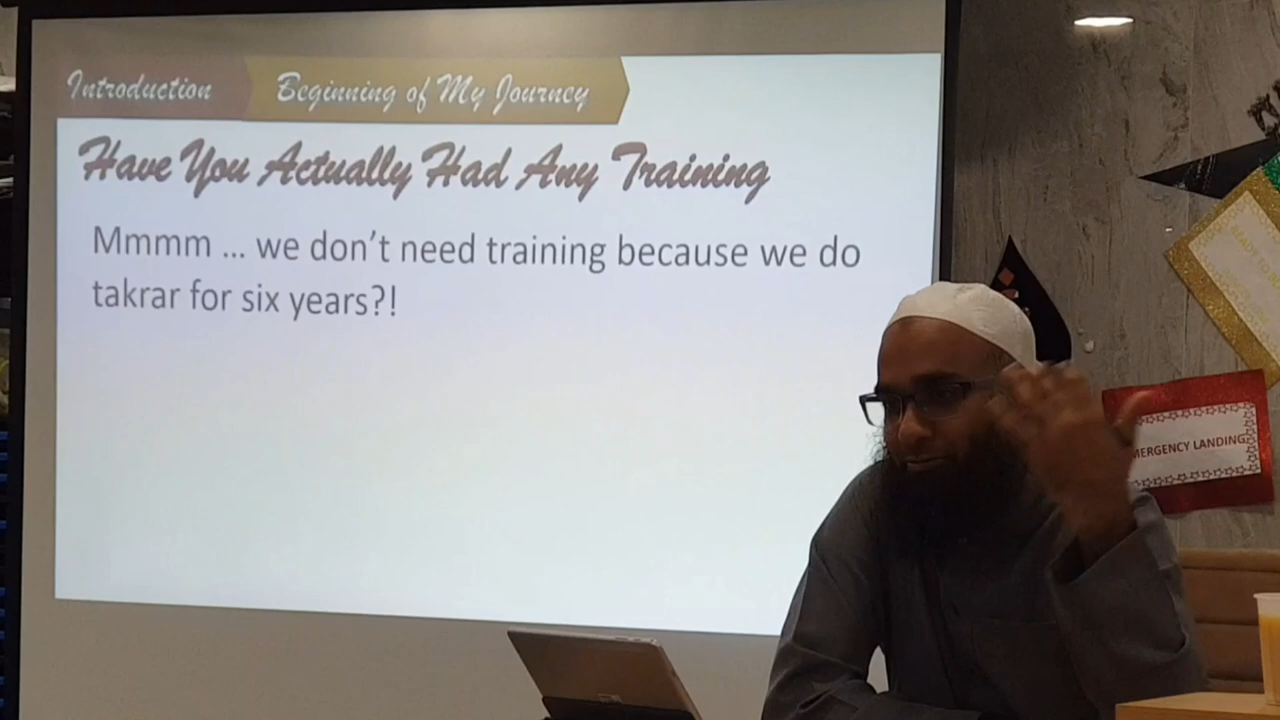 Introduction
Beginning of My Journey
Have You Actually Had Any Training
Mmmm ... we don't need training because we do
takrar for six years?!
MERGENCY LANDING